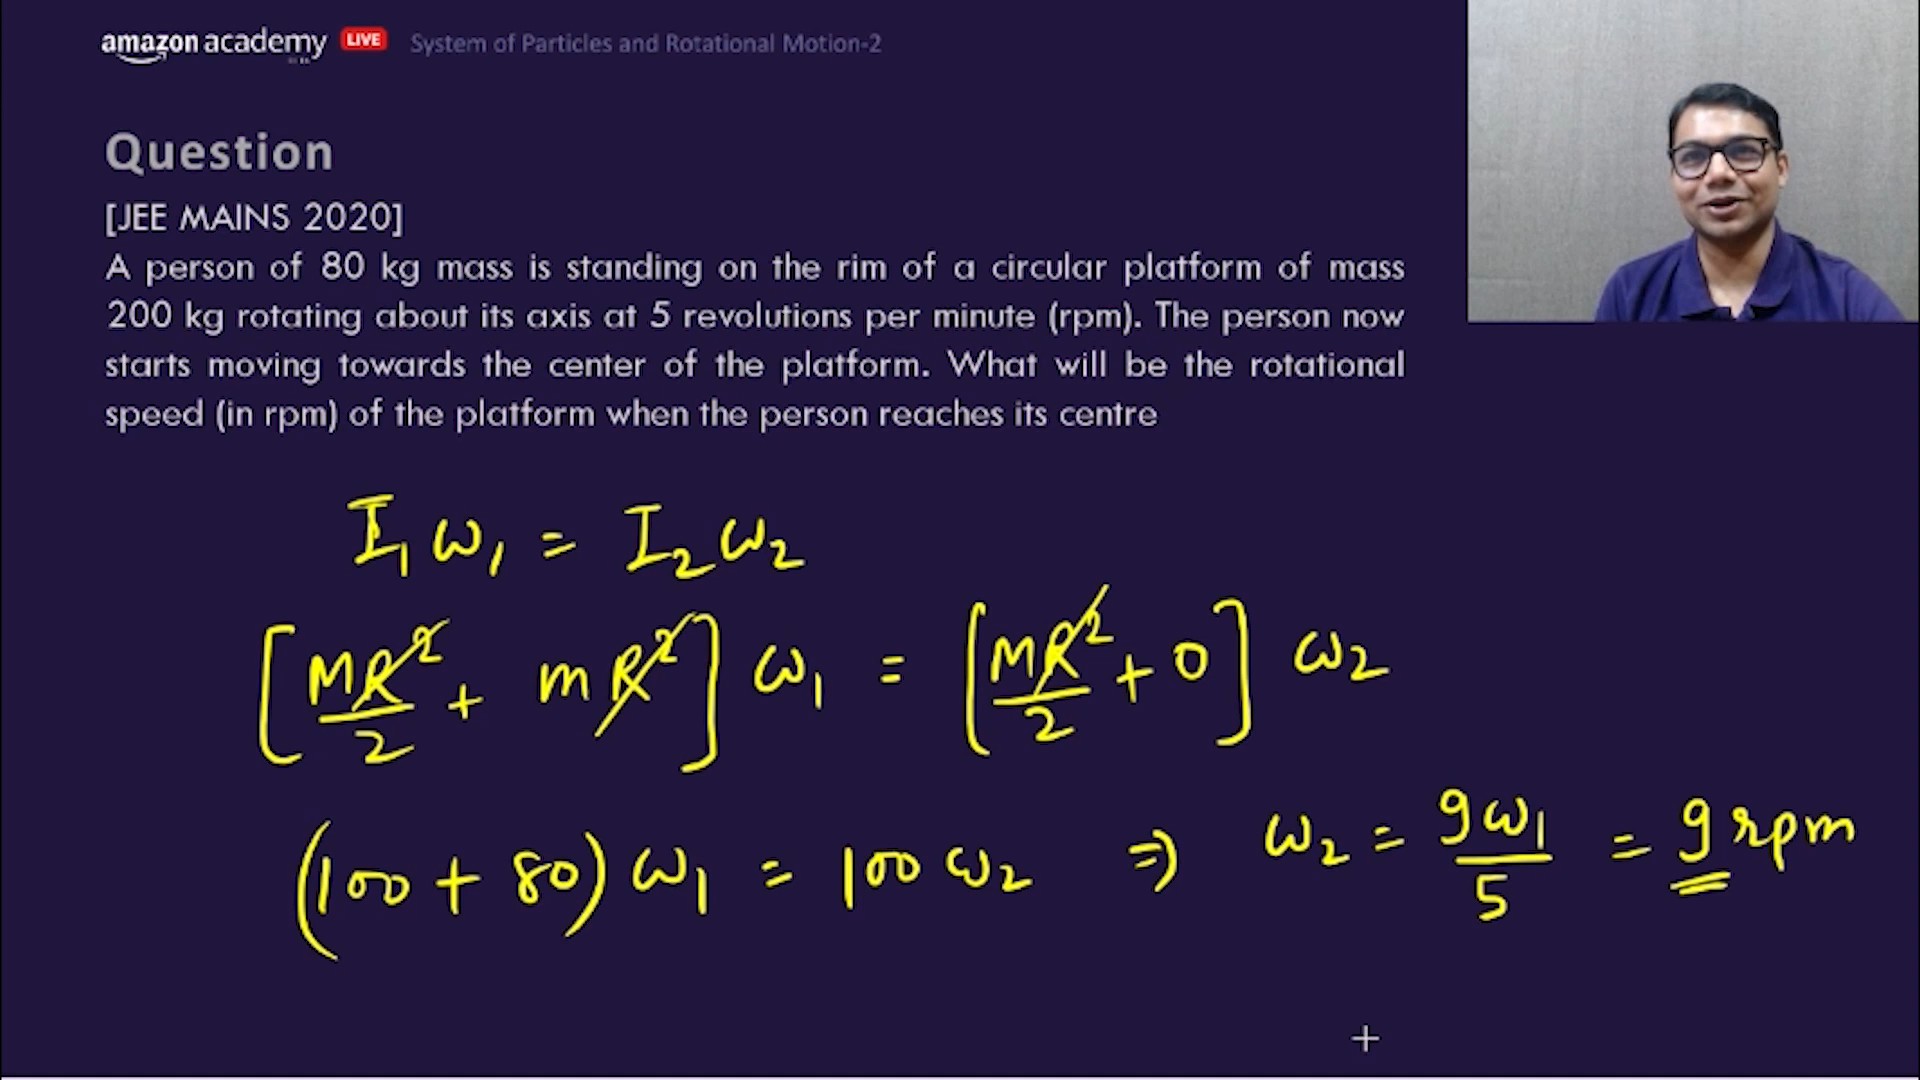 amazon academy LIVE System of Particles and Rotational Motion-2
Question
[JEE MAINS 2020]
A person of 80 kg mass is standing on the rim of a circular platform of mass
200 kg rotating about its axis at 5 revolutions per minute (rpm). The person now
starts moving towards the center of the platform. What will be the rotational
speed (in rpm) of the platform when the person reaches its centre
I₁ω₁ = I₂ω₂
[MR²/2 + mR²] ω₁ = [MR²/2 + 0] ω₂
(100 + 80) ω₁ = 100 ω₂ ⇒ ω₂ = 9ω₁/5 = 9 rpm